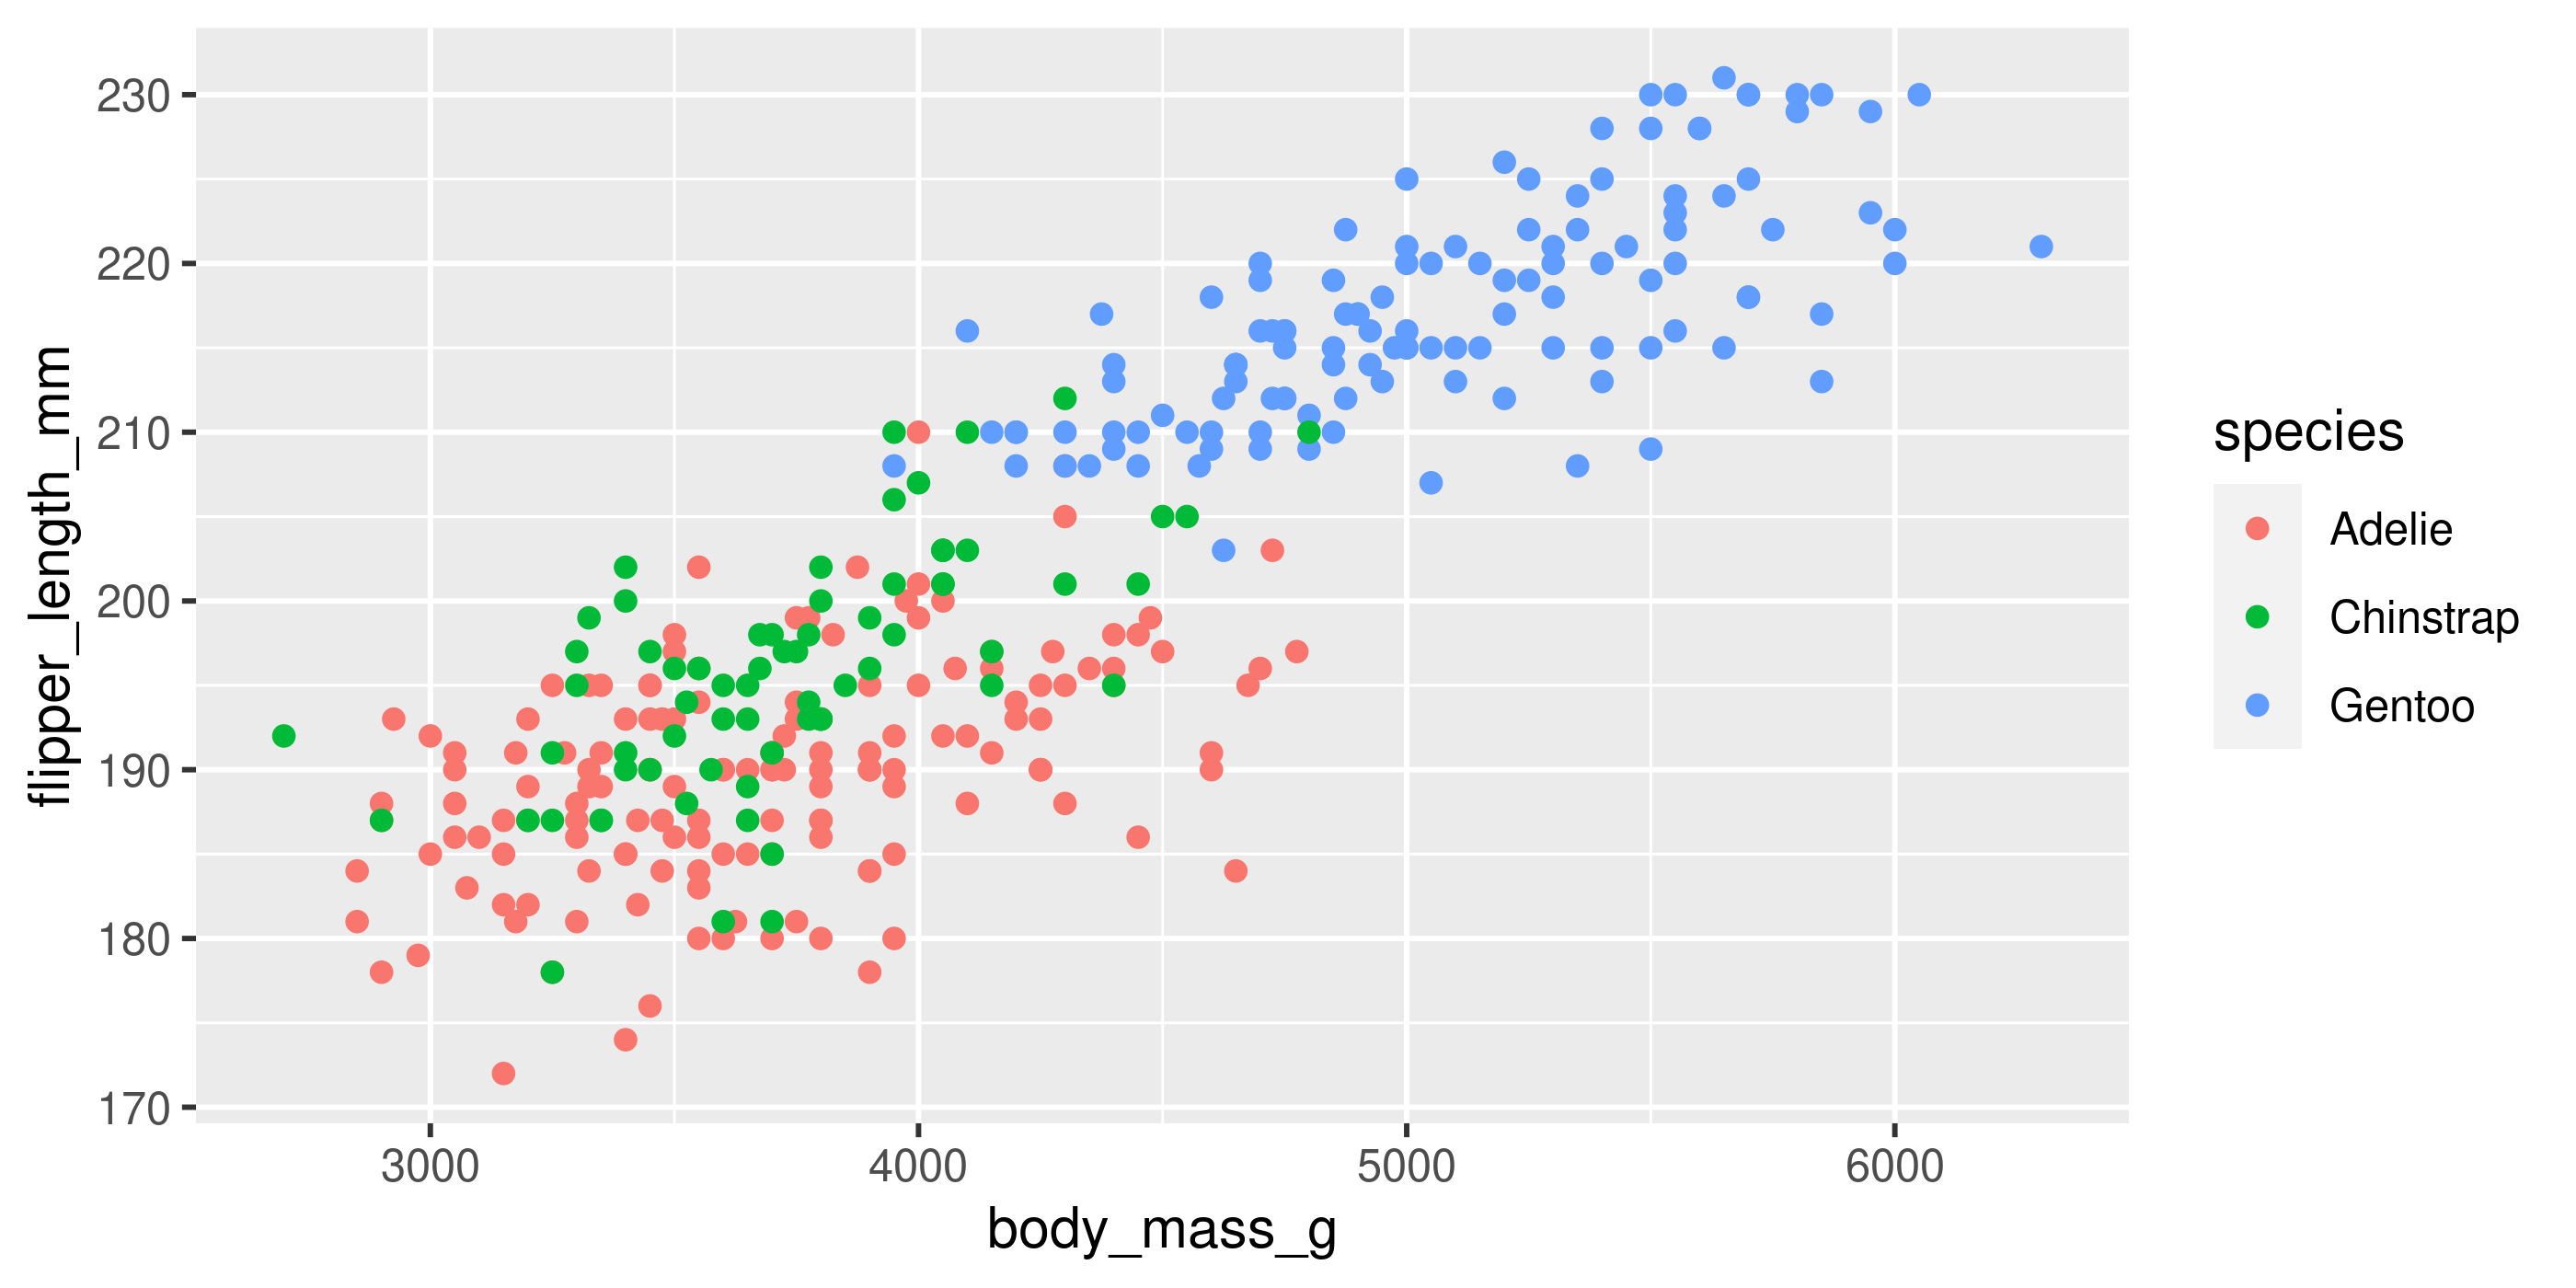 230
220
210
200
190
180
170
flipper_length_mm
3000 4000 5000 6000
body_mass_g
species
Adelie
Chinstrap
Gentoo